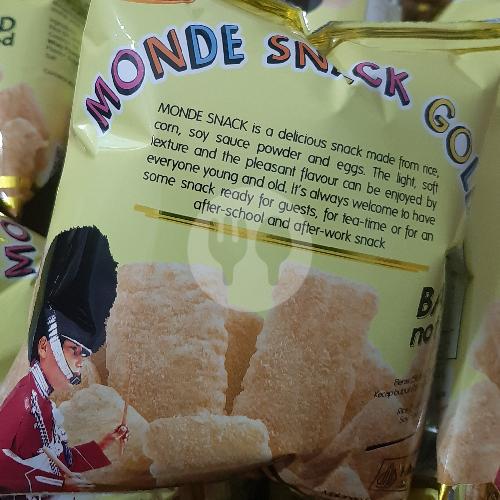 MONDE SNACK GOL
MONDE SNACK is a delicious snack made from rice,
corn, soy sauce powder and eggs. The light, soft
texture and the pleasant flavour can be enjoyed by
everyone young and old. It's always welcome to have
some snack ready for guests, for tea-time or for an
after-school and after-work snack
MO
D